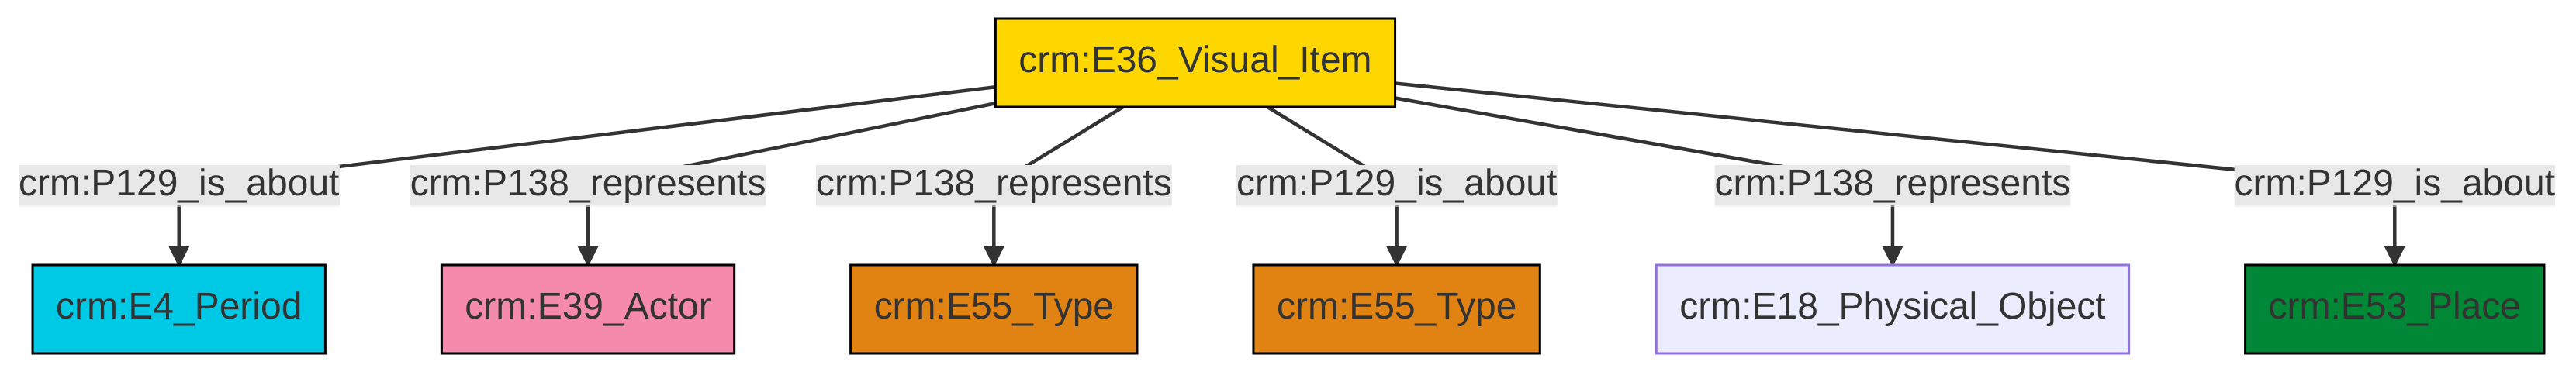 crm:E36_Visual_Item
crm:P129_is_about
crm:P138_represents
crm:P138_represents
crm:P129_is_about
crm:P138_represents
crm:P129_is_about
crm:E4_Period
crm:E39_Actor
crm:E55_Type
crm:E55_Type
crm:E18_Physical_Object
crm:E53_Place